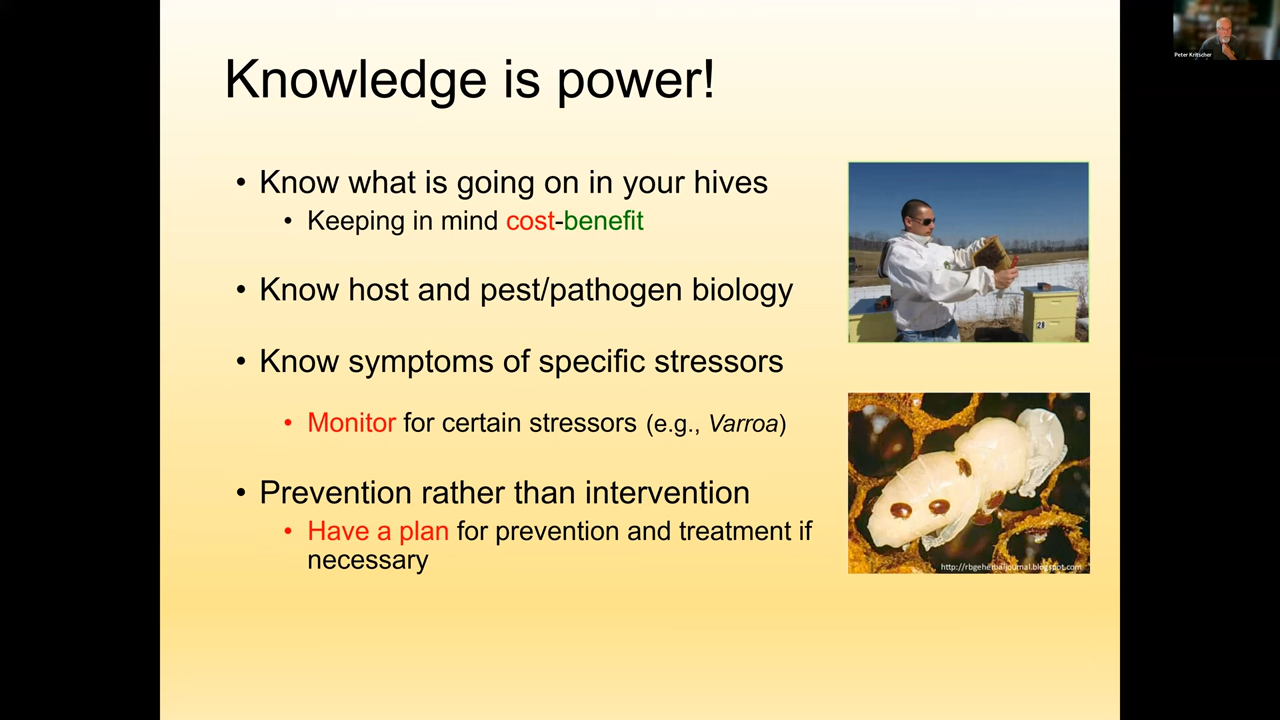 Knowledge is power!
• Know what is going on in your hives
• Keeping in mind cost-benefit
• Know host and pest/pathogen biology
• Know symptoms of specific stressors
• Monitor for certain stressors (e.g., Varroa)
• Prevention rather than intervention
• Have a plan for prevention and treatment if
necessary
28
http://rbgeherbaljournal.blogspot.com
Peter Kritscher